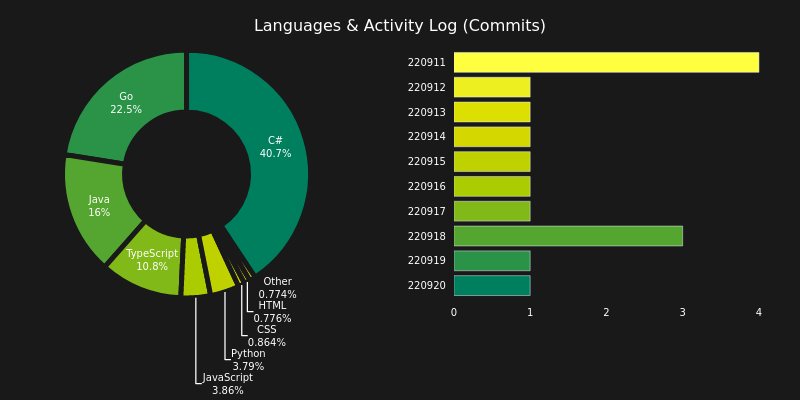 Languages & Activity Log (Commits)
C#
40.7%
Go
22.5%
Java
16%
TypeScript
10.8%
Other
0.774%
HTML
0.776%
CSS
0.864%
Python
3.79%
JavaScript
3.86%
220911
220912
220913
220914
220915
220916
220917
220918
220919
220920
0 1 2 3 4